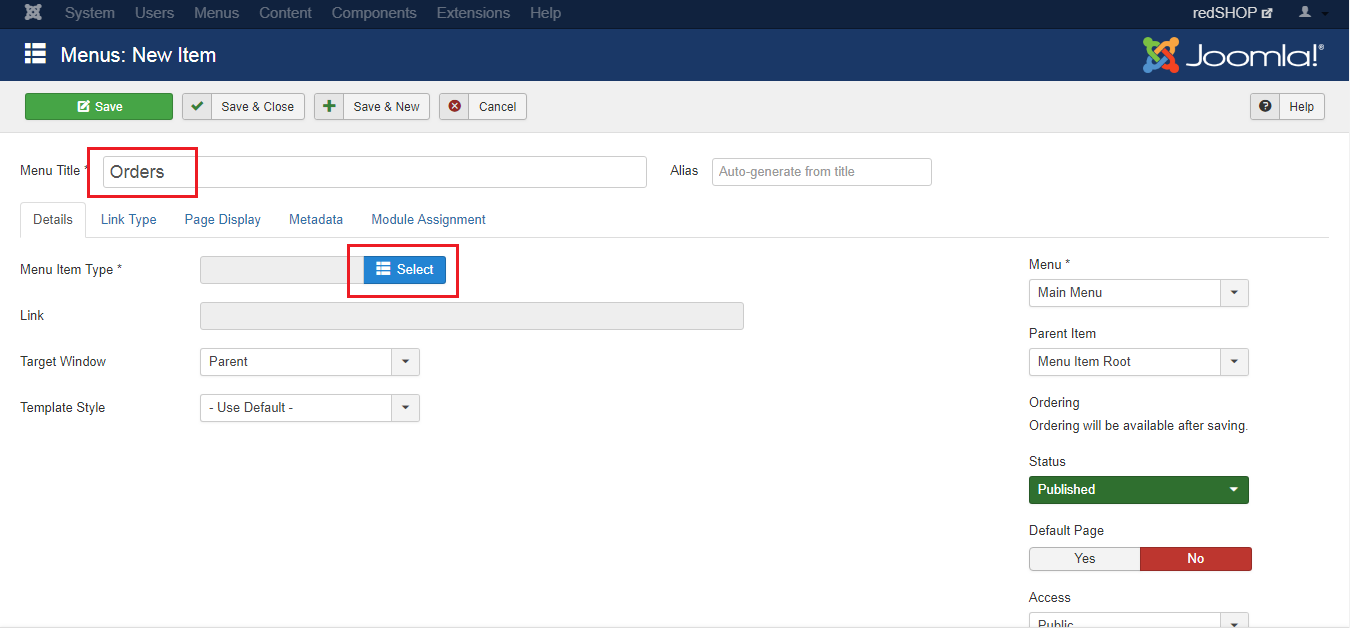 System Users Menus Content Components Extensions Help redSHOP
Menus: New Item Joomla!®
Save Save & Close Save & New Cancel Help
Menu Title * Orders Alias Auto-generate from title
Details Link Type Page Display Metadata Module Assignment
Menu Item Type * Select
Link
Target Window Parent
Template Style - Use Default -
Menu *
Main Menu
Parent Item
Menu Item Root
Ordering
Ordering will be available after saving.
Status
Published
Default Page
Yes No
Access
Public